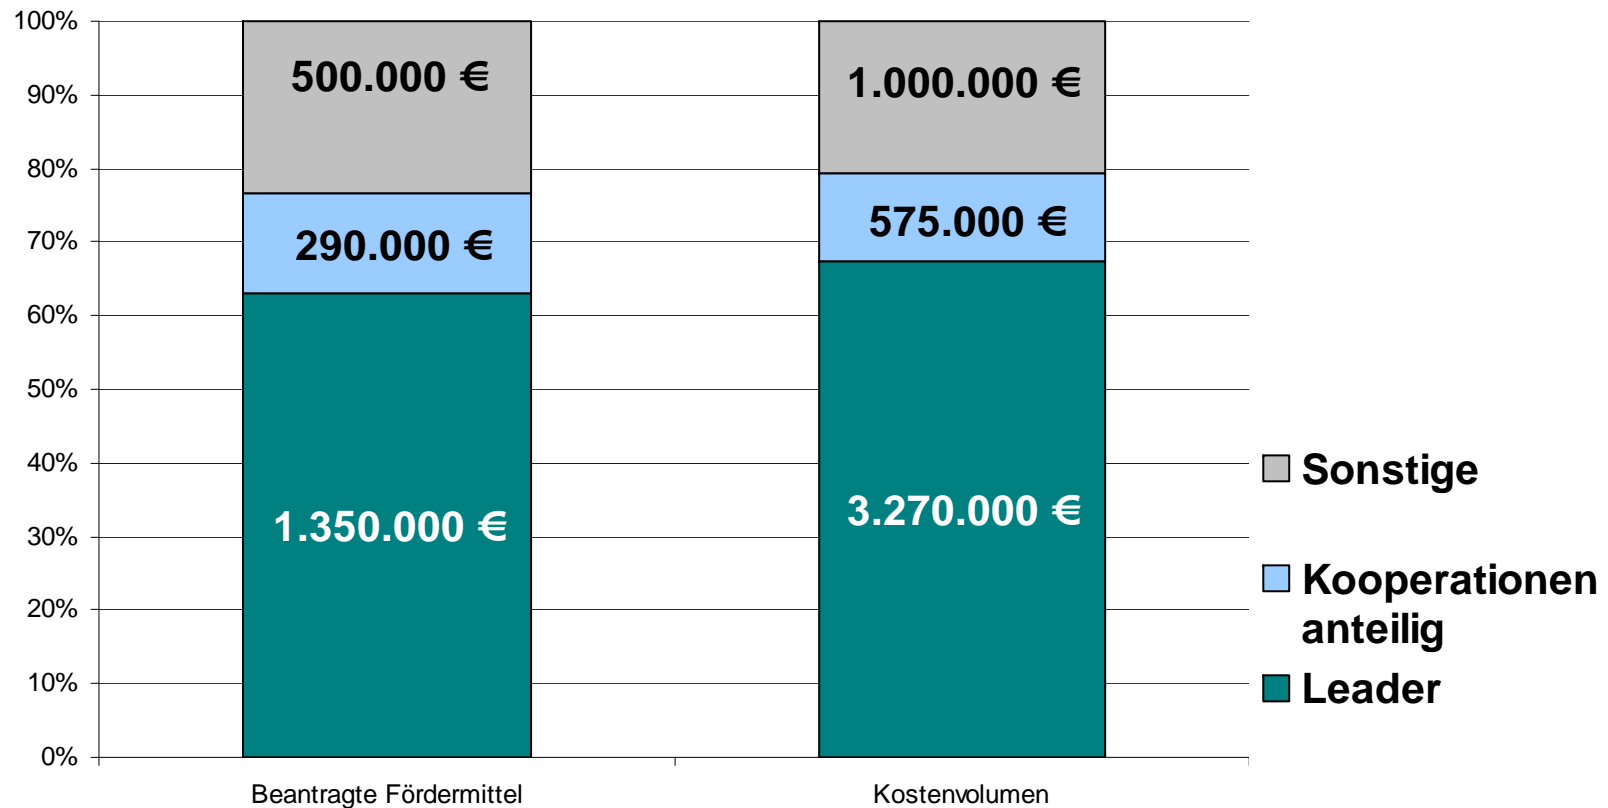 100%
90%
80%
70%
60%
50%
40%
30%
20%
10%
0%
500.000 €
290.000 €
1.350.000 €
1.000.000 €
575.000 €
3.270.000 €
Beantragte Fördermittel
Kostenvolumen
Sonstige
Kooperationen
anteilig
Leader